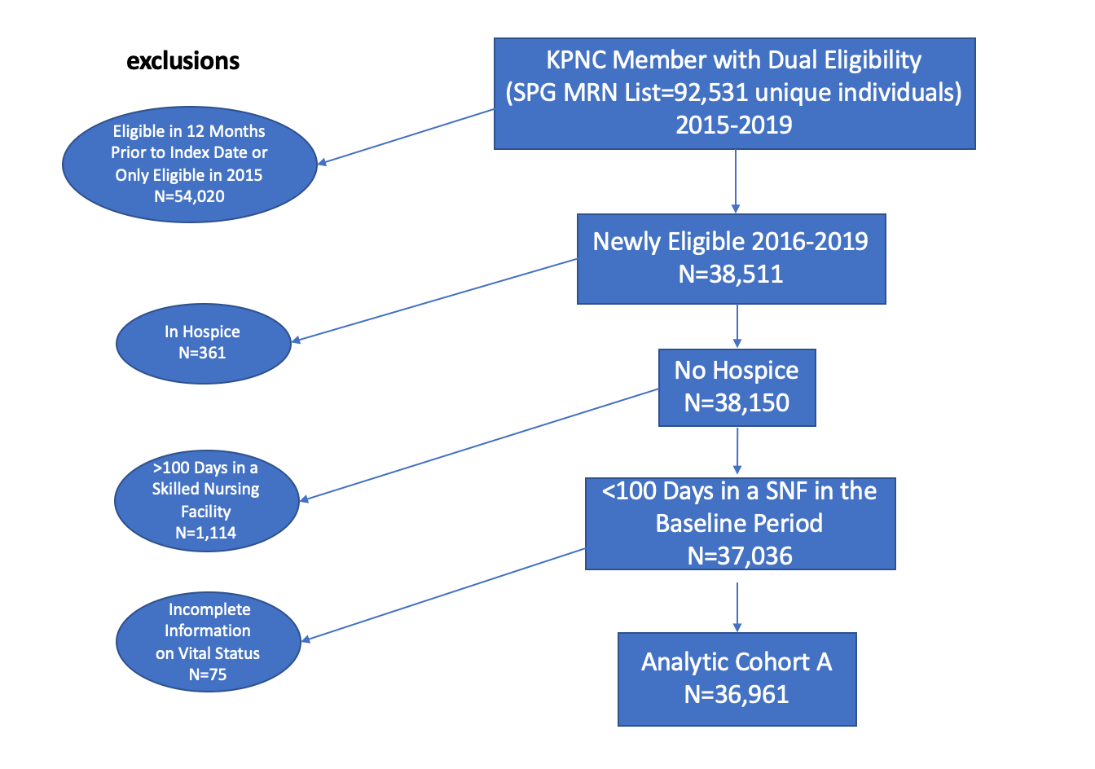 exclusions
KPNC Member with Dual Eligibility
(SPG MRN List=92,531 unique individuals)
2015-2019
Eligible in 12 Months
Prior to Index Date or
Only Eligible in 2015
N=54,020
Newly Eligible 2016-2019
N=38,511
In Hospice
N=361
No Hospice
N=38,150
>100 Days in a
Skilled Nursing
Facility
N=1,114
<100 Days in a SNF in the
Baseline Period
N=37,036
Incomplete
Information
on Vital Status
N=75
Analytic Cohort A
N=36,961